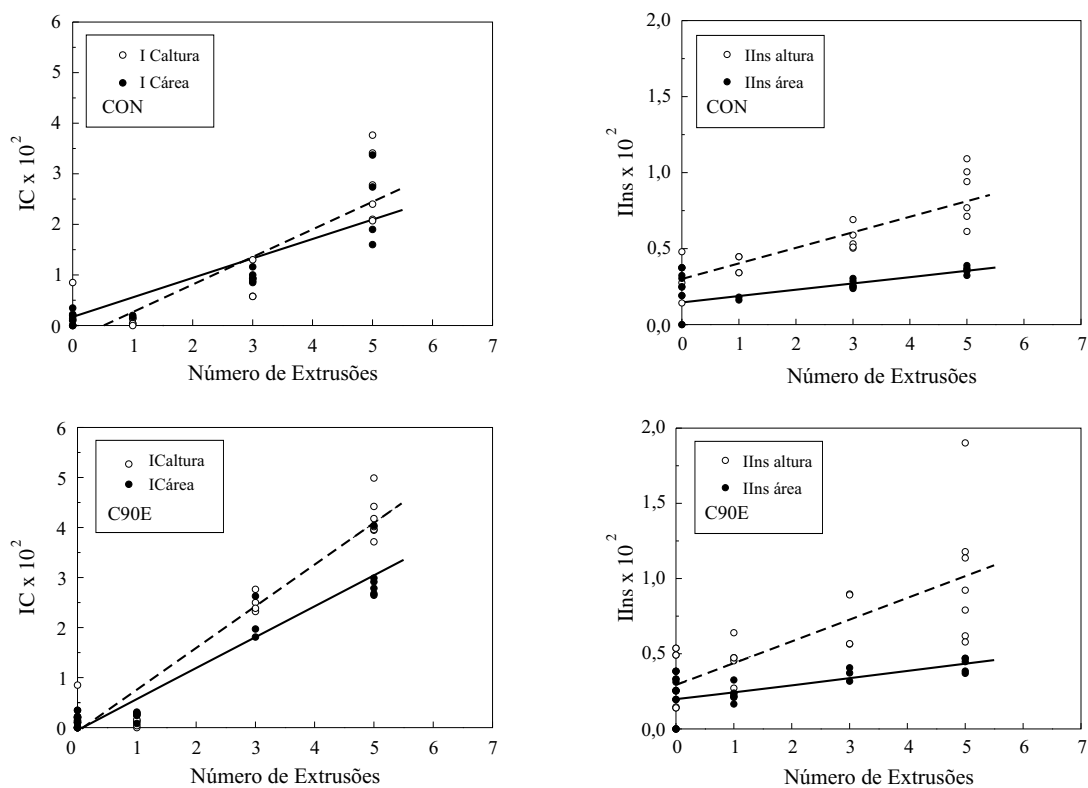 6
5
4
3
2
1
0
IC x 10²
I Caltura
I Cárea
CON
0 1 2 3 4 5 6 7
Número de Extrusões
2,0
1,5
1,0
0,5
0,0
IIns x 10²
IIns altura
IIns área
CON
0 1 2 3 4 5 6 7
Número de Extrusões
6
5
4
3
2
1
0
IC x 10²
ICaltura
ICárea
C90E
0 1 2 3 4 5 6 7
Número de Extrusões
2,0
1,5
1,0
0,5
0,0
IIns x 10²
IIns altura
IIns área
C90E
0 1 2 3 4 5 6 7
Número de Extrusões